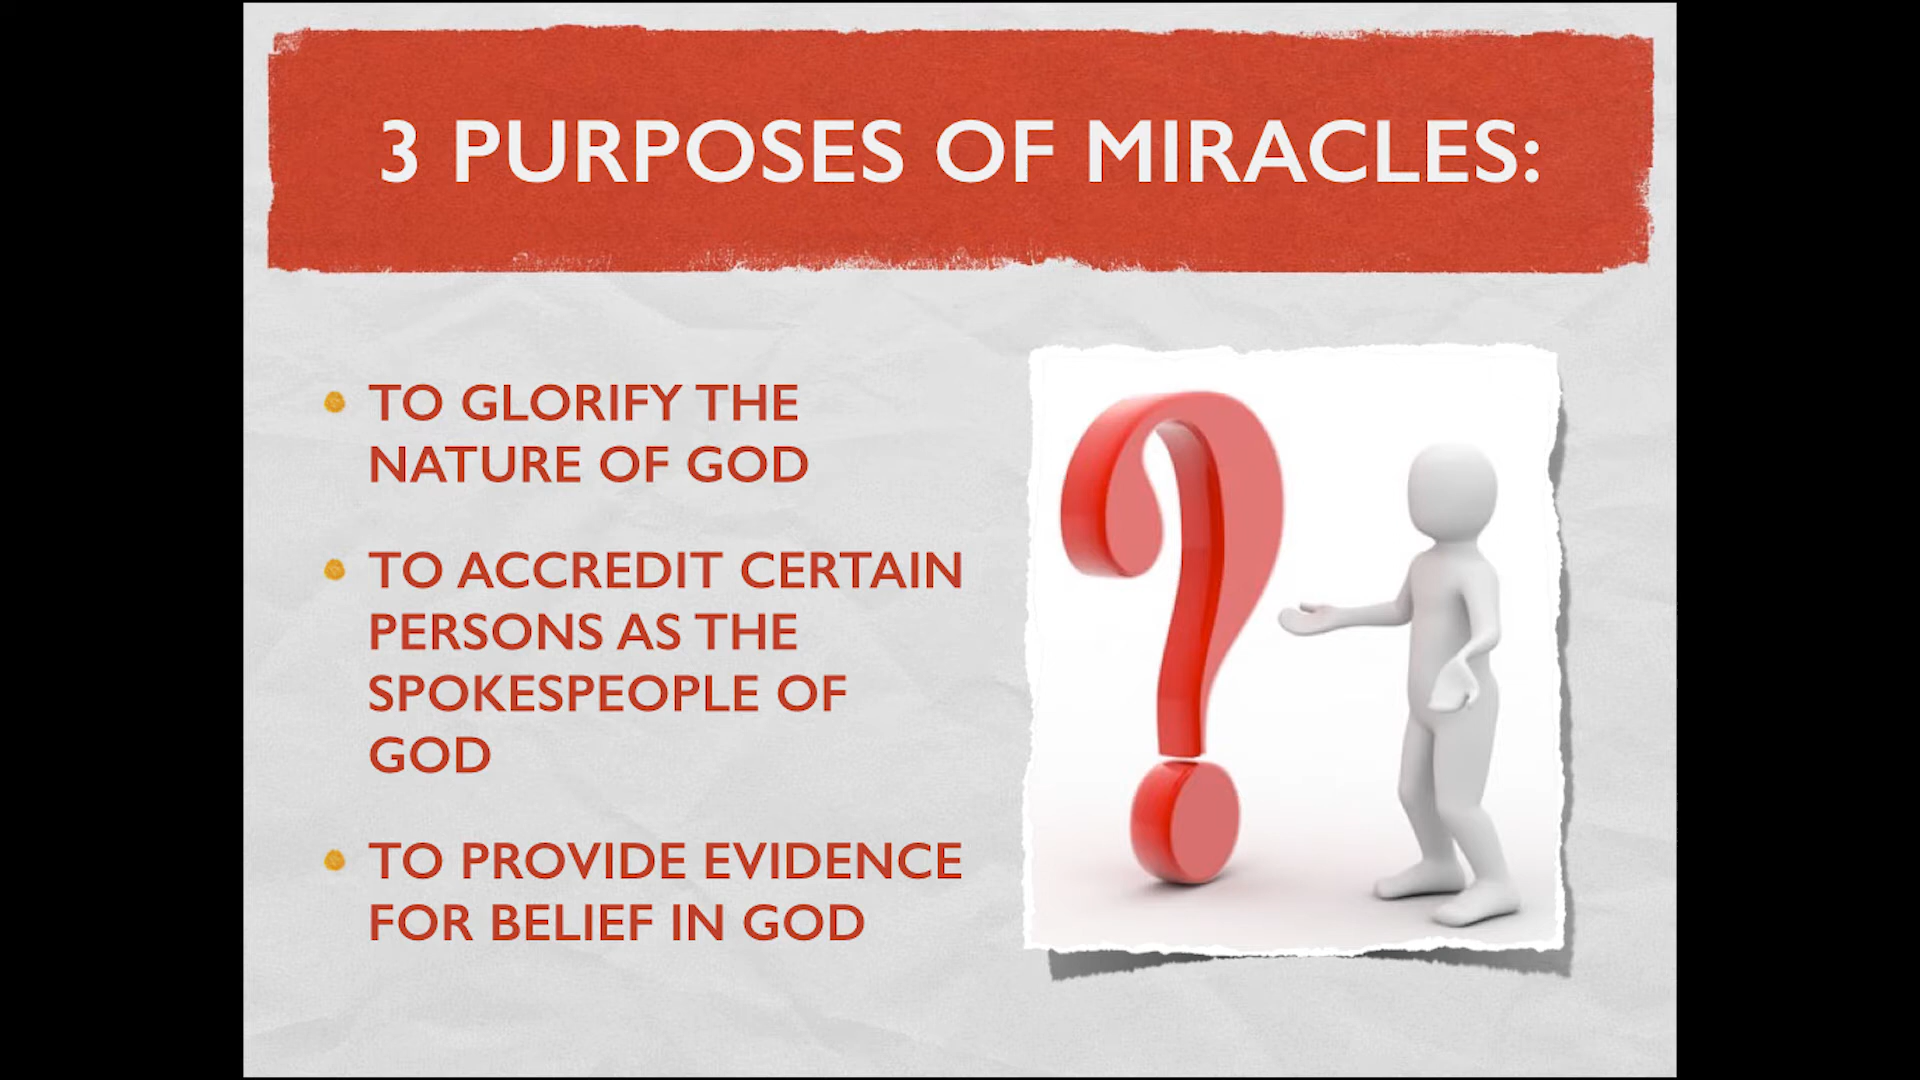 3 PURPOSES OF MIRACLES:
TO GLORIFY THE
NATURE OF GOD
TO ACCREDIT CERTAIN
PERSONS AS THE
SPOKESPEOPLE OF
GOD
TO PROVIDE EVIDENCE
FOR BELIEF IN GOD